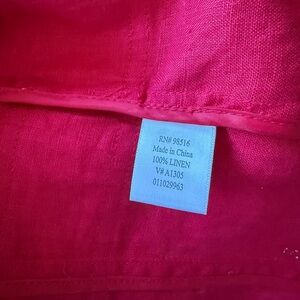 RN# 98516
Made in China
100% LINEN
V# A1305
011029963